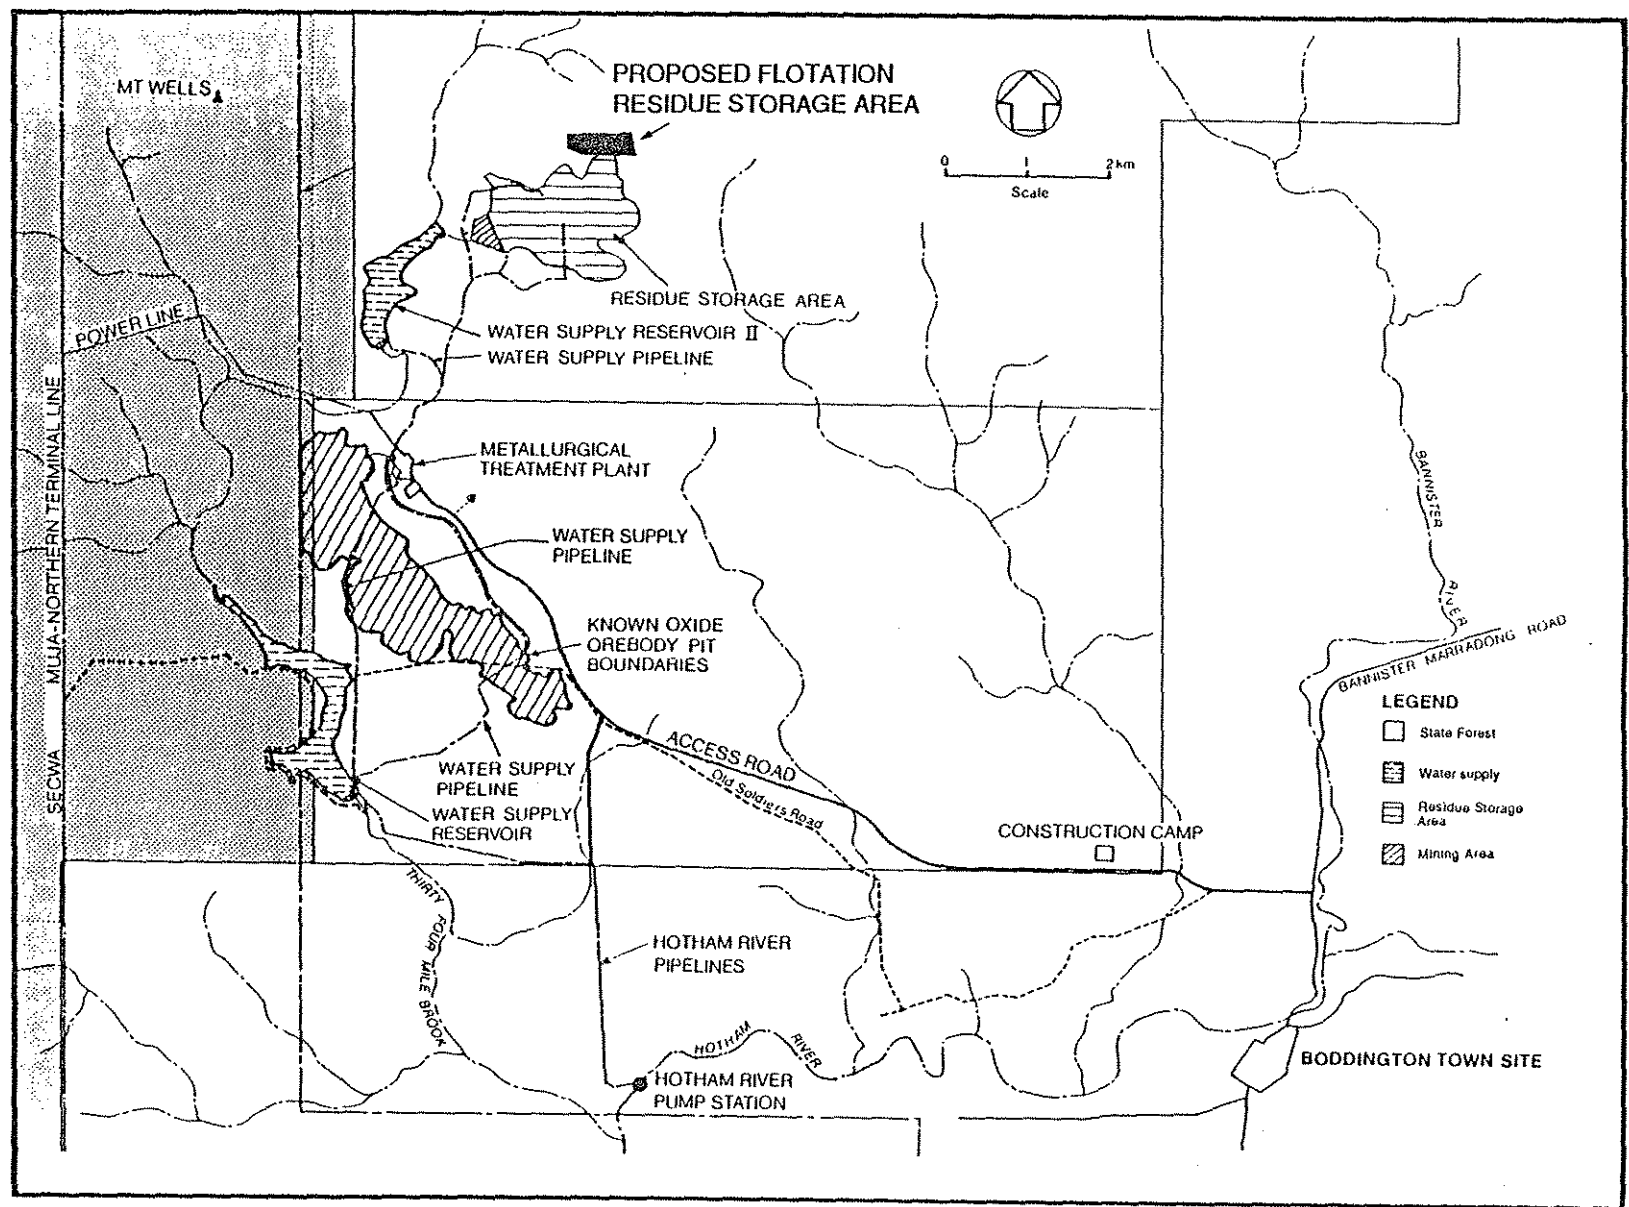 MT WELLS
PROPOSED FLOTATION
RESIDUE STORAGE AREA
0
2km
Scale
RESIDUE STORAGE AREA
POWER LINE
WATER SUPPLY RESERVOIR II
WATER SUPPLY PIPELINE
SECWA MUJA-NORTHERN TERMINAL LINE
METALLURGICAL
TREATMENT PLANT
WATER SUPPLY
PIPELINE
BANNISTER
RIVER
KNOWN OXIDE
OREBODY PIT
BOUNDARIES
BANNISTER MARRADONG ROAD
LEGEND
State Forest
Water supply
Residue Storage
Area
Mining Area
ACCESS ROAD
Old Soldiers Road
WATER SUPPLY
PIPELINE
WATER SUPPLY
RESERVOIR
CONSTRUCTION CAMP
THIRTY FOUR MILE BROOK
HOTHAM RIVER
PIPELINES
HOTHAM
RIVER
BODDINGTON TOWN SITE
HOTHAM RIVER
PUMP STATION